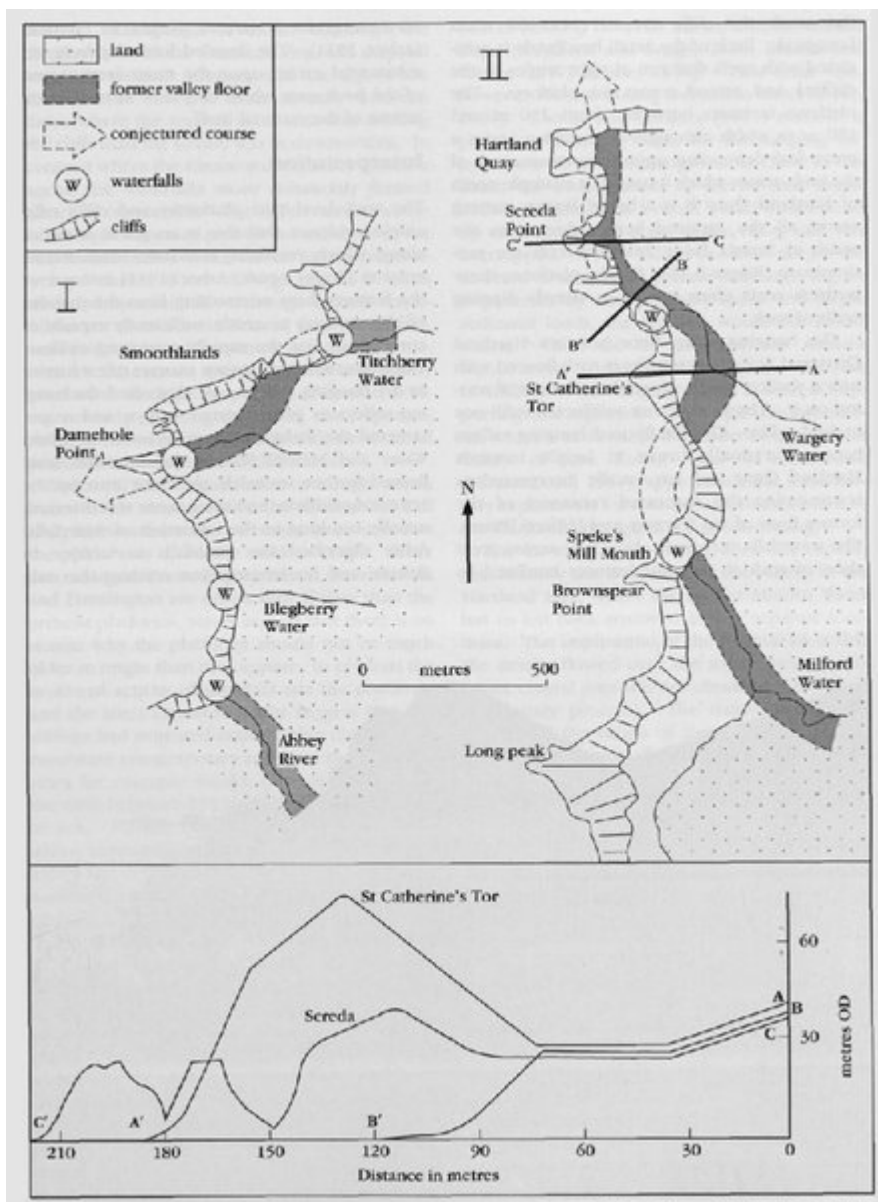 land
former valley floor
conjectured course
W waterfalls
cliffs
I
Smoothlands
W
Titchberry
Water
Damehole
Point
W
W
Blegberry
Water
W
Abbey
River
II
Hartland
Quay
Screda
Point
C'
C
B
W
B'
A'
A
St Catherine's
Tor
Wargery
Water
N
Speke's
Mill Mouth
W
Brownspear
Point
metres
0
500
Milford
Water
Long peak
St Catherine's Tor
Screda
60
A
B
C
30
metres OD
C'
A'
B'
210
180
150
120
90
60
30
0
Distance in metres